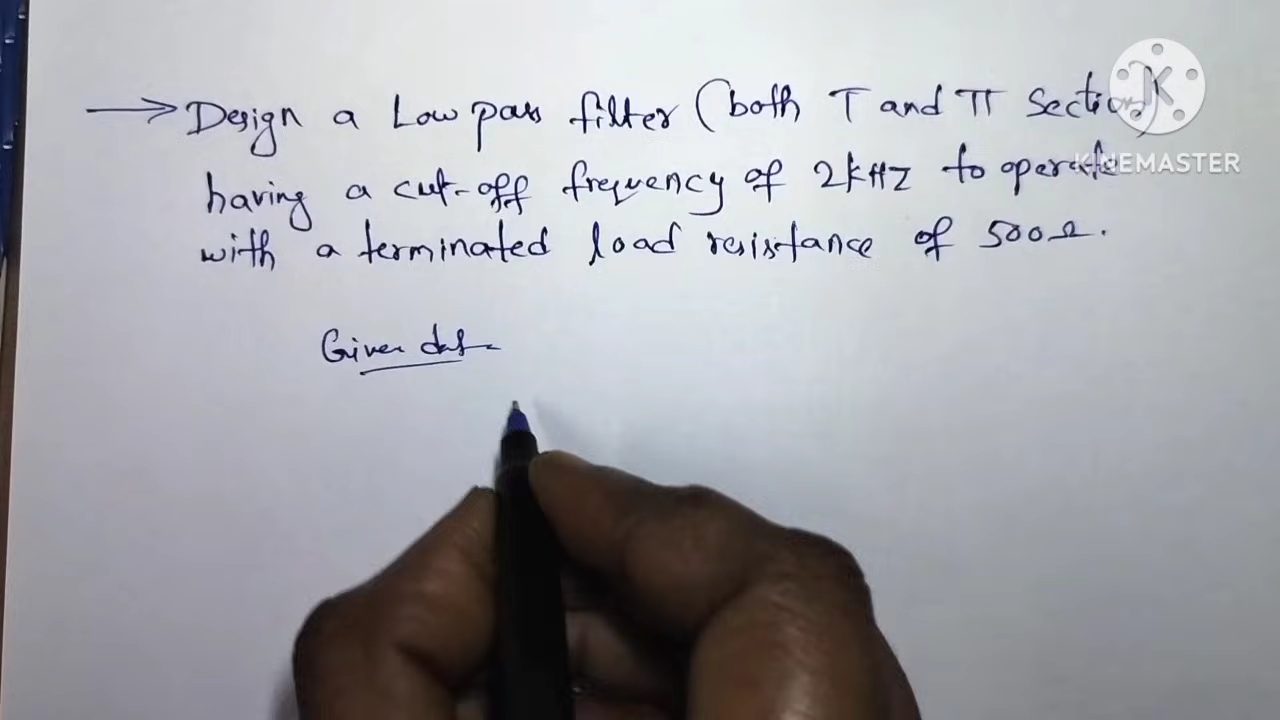 → Design a Low pass filter (both T and Π section)
having a cut-off frequency of 2kHZ to operate
with a terminated load resistance of 500Ω.
Given data
K
KINEMASTER